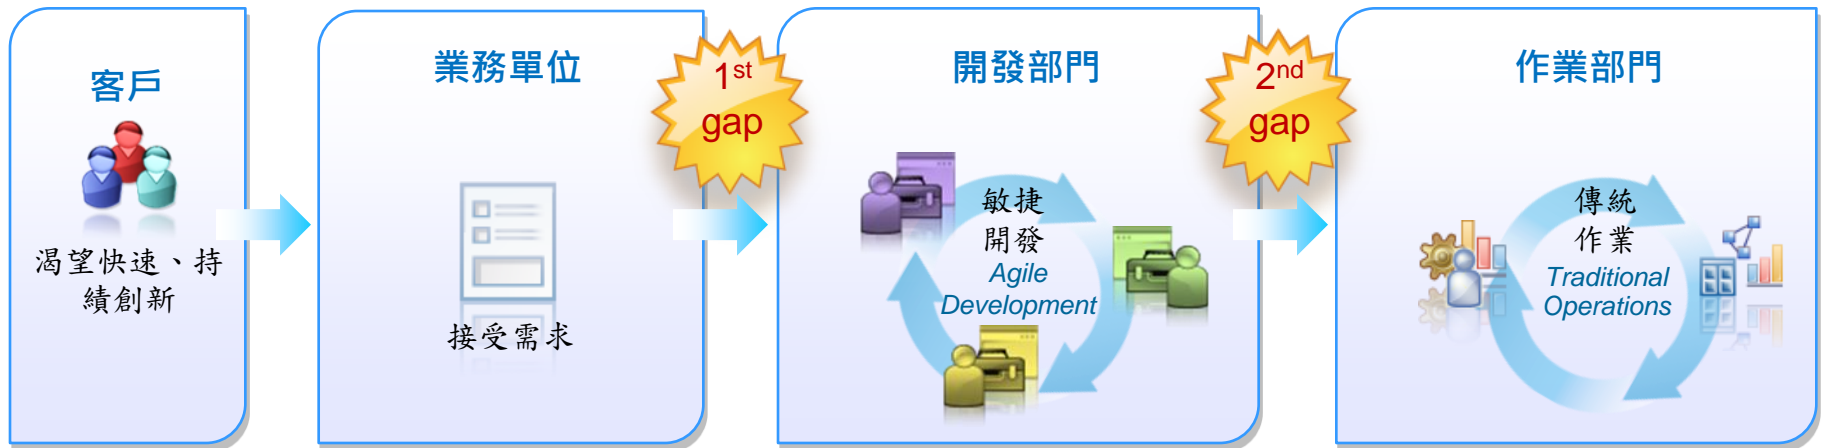 客戶
渴望快速、持
續創新
業務單位
接受需求
1st
gap
開發部門
敏捷
開發
Agile
Development
2nd
gap
作業部門
傳統
作業
Traditional
Operations